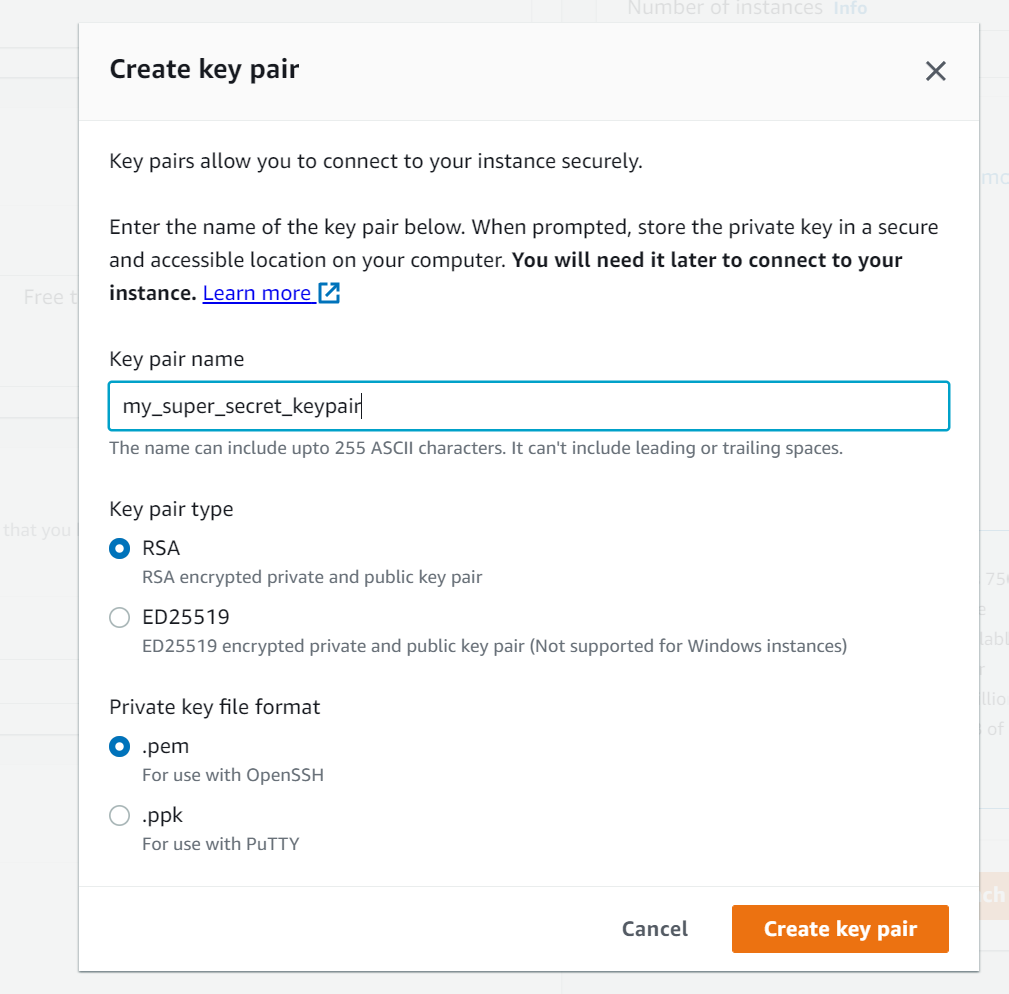 Number of instances Info
Create key pair
Key pairs allow you to connect to your instance securely.
Enter the name of the key pair below. When prompted, store the private key in a secure
and accessible location on your computer. You will need it later to connect to your
instance. Learn more
Free t
Key pair name
my_super_secret_keypair
The name can include upto 255 ASCII characters. It can't include leading or trailing spaces.
Key pair type
that you
RSA
RSA encrypted private and public key pair
ED25519
ED25519 encrypted private and public key pair (Not supported for Windows instances)
Private key file format
.pem
For use with OpenSSH
.ppk
For use with PuTTY
Cancel
Create key pair